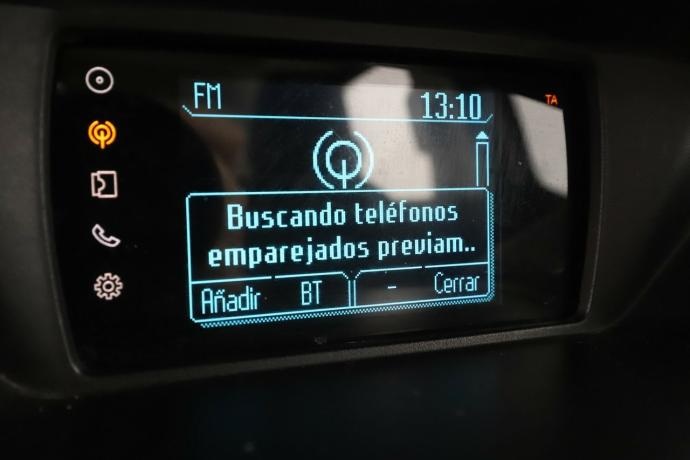 FM 13:10 TA
Buscando teléfonos
emparejados previam..
Añadir BT - Cerrar